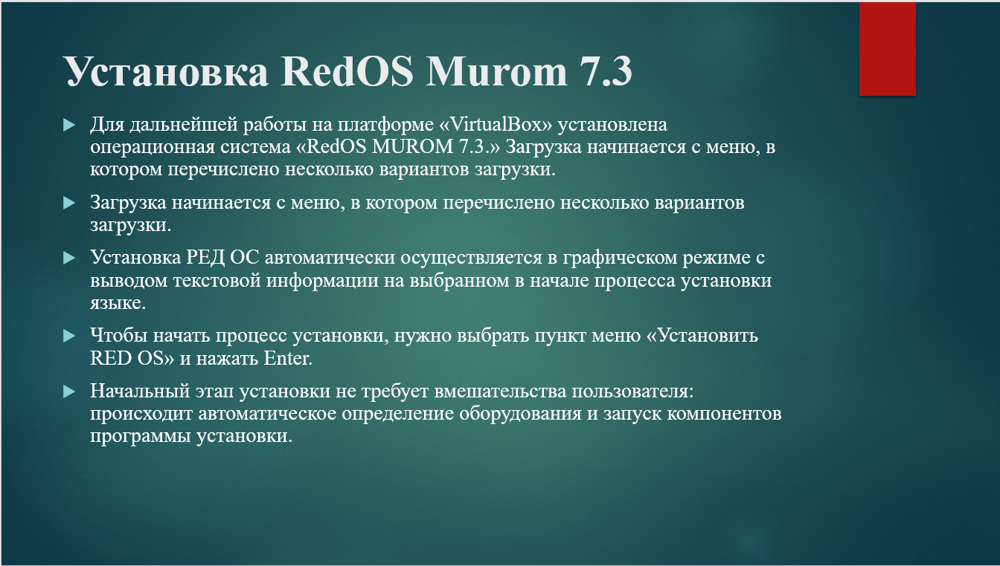 Установка RedOS Murom 7.3
Для дальнейшей работы на платформе «VirtualBox» установлена
операционная система «RedOS MUROM 7.3.» Загрузка начинается с меню, в
котором перечислено несколько вариантов загрузки.
Загрузка начинается с меню, в котором перечислено несколько вариантов
загрузки.
Установка РЕД ОС автоматически осуществляется в графическом режиме с
выводом текстовой информации на выбранном в начале процесса установки
языке.
Чтобы начать процесс установки, нужно выбрать пункт меню «Установить
RED OS» и нажать Enter.
Начальный этап установки не требует вмешательства пользователя:
происходит автоматическое определение оборудования и запуск компонентов
программы установки.